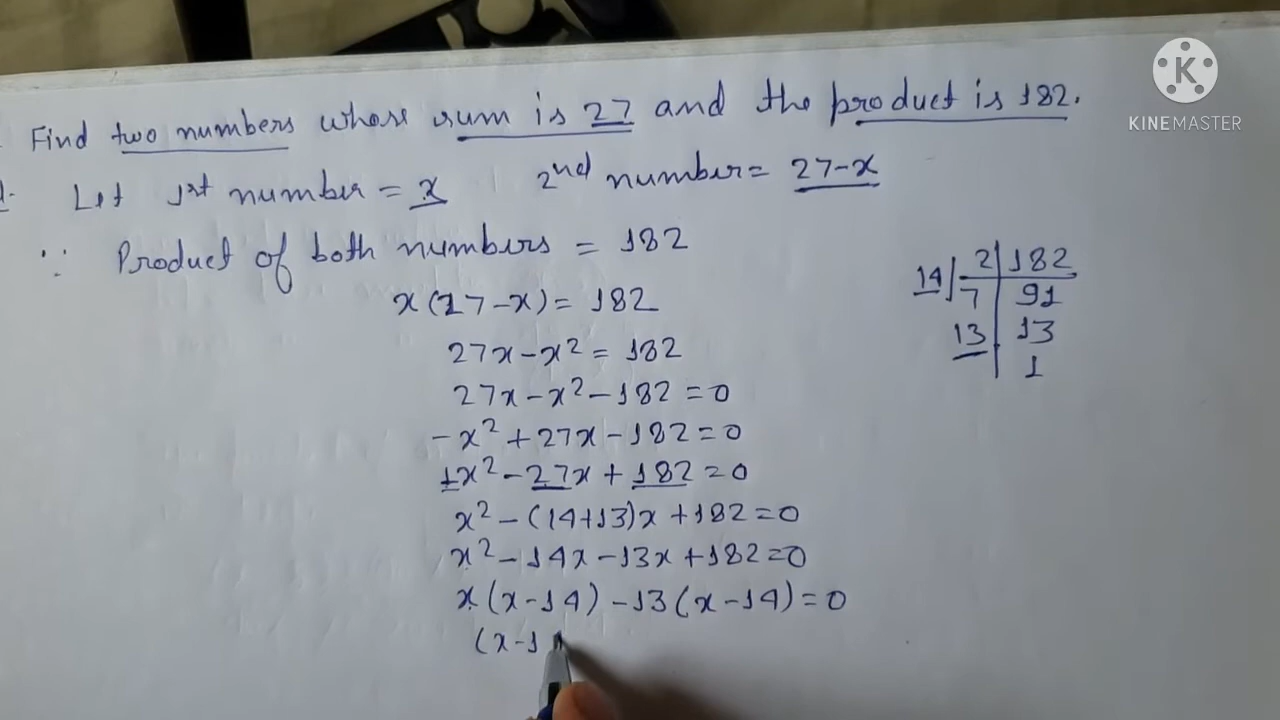 Find two numbers whose sum is 27 and the product is 182.
Let 1st number = x 2nd number = 27-x
∵ Product of both numbers = 182
x(27-x) = 182
27x-x² = 182
27x-x²-182=0
-x²+27x-182=0
+x²-27x+182=0
x²-(14+13)x+182=0
x²-14x-13x+182=0
x(x-14)-13(x-14)=0
(x-1
14 2 182
7 91
13 13
1
K
KINEMASTER